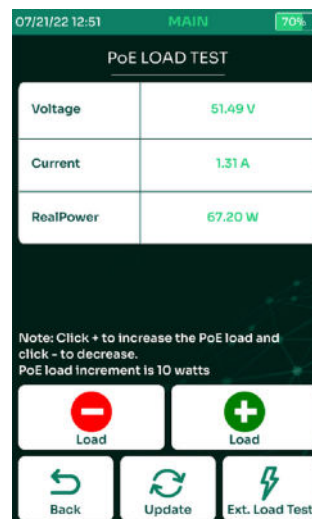 07/21/22 12:51 MAIN 70%
PoE LOAD TEST
Voltage 51.49 V
Current 1.31 A
RealPower 67.20 W
Note: Click + to increase the PoE load and
click - to decrease.
PoE load increment is 10 watts
Load Load
Back Update Ext. Load Test